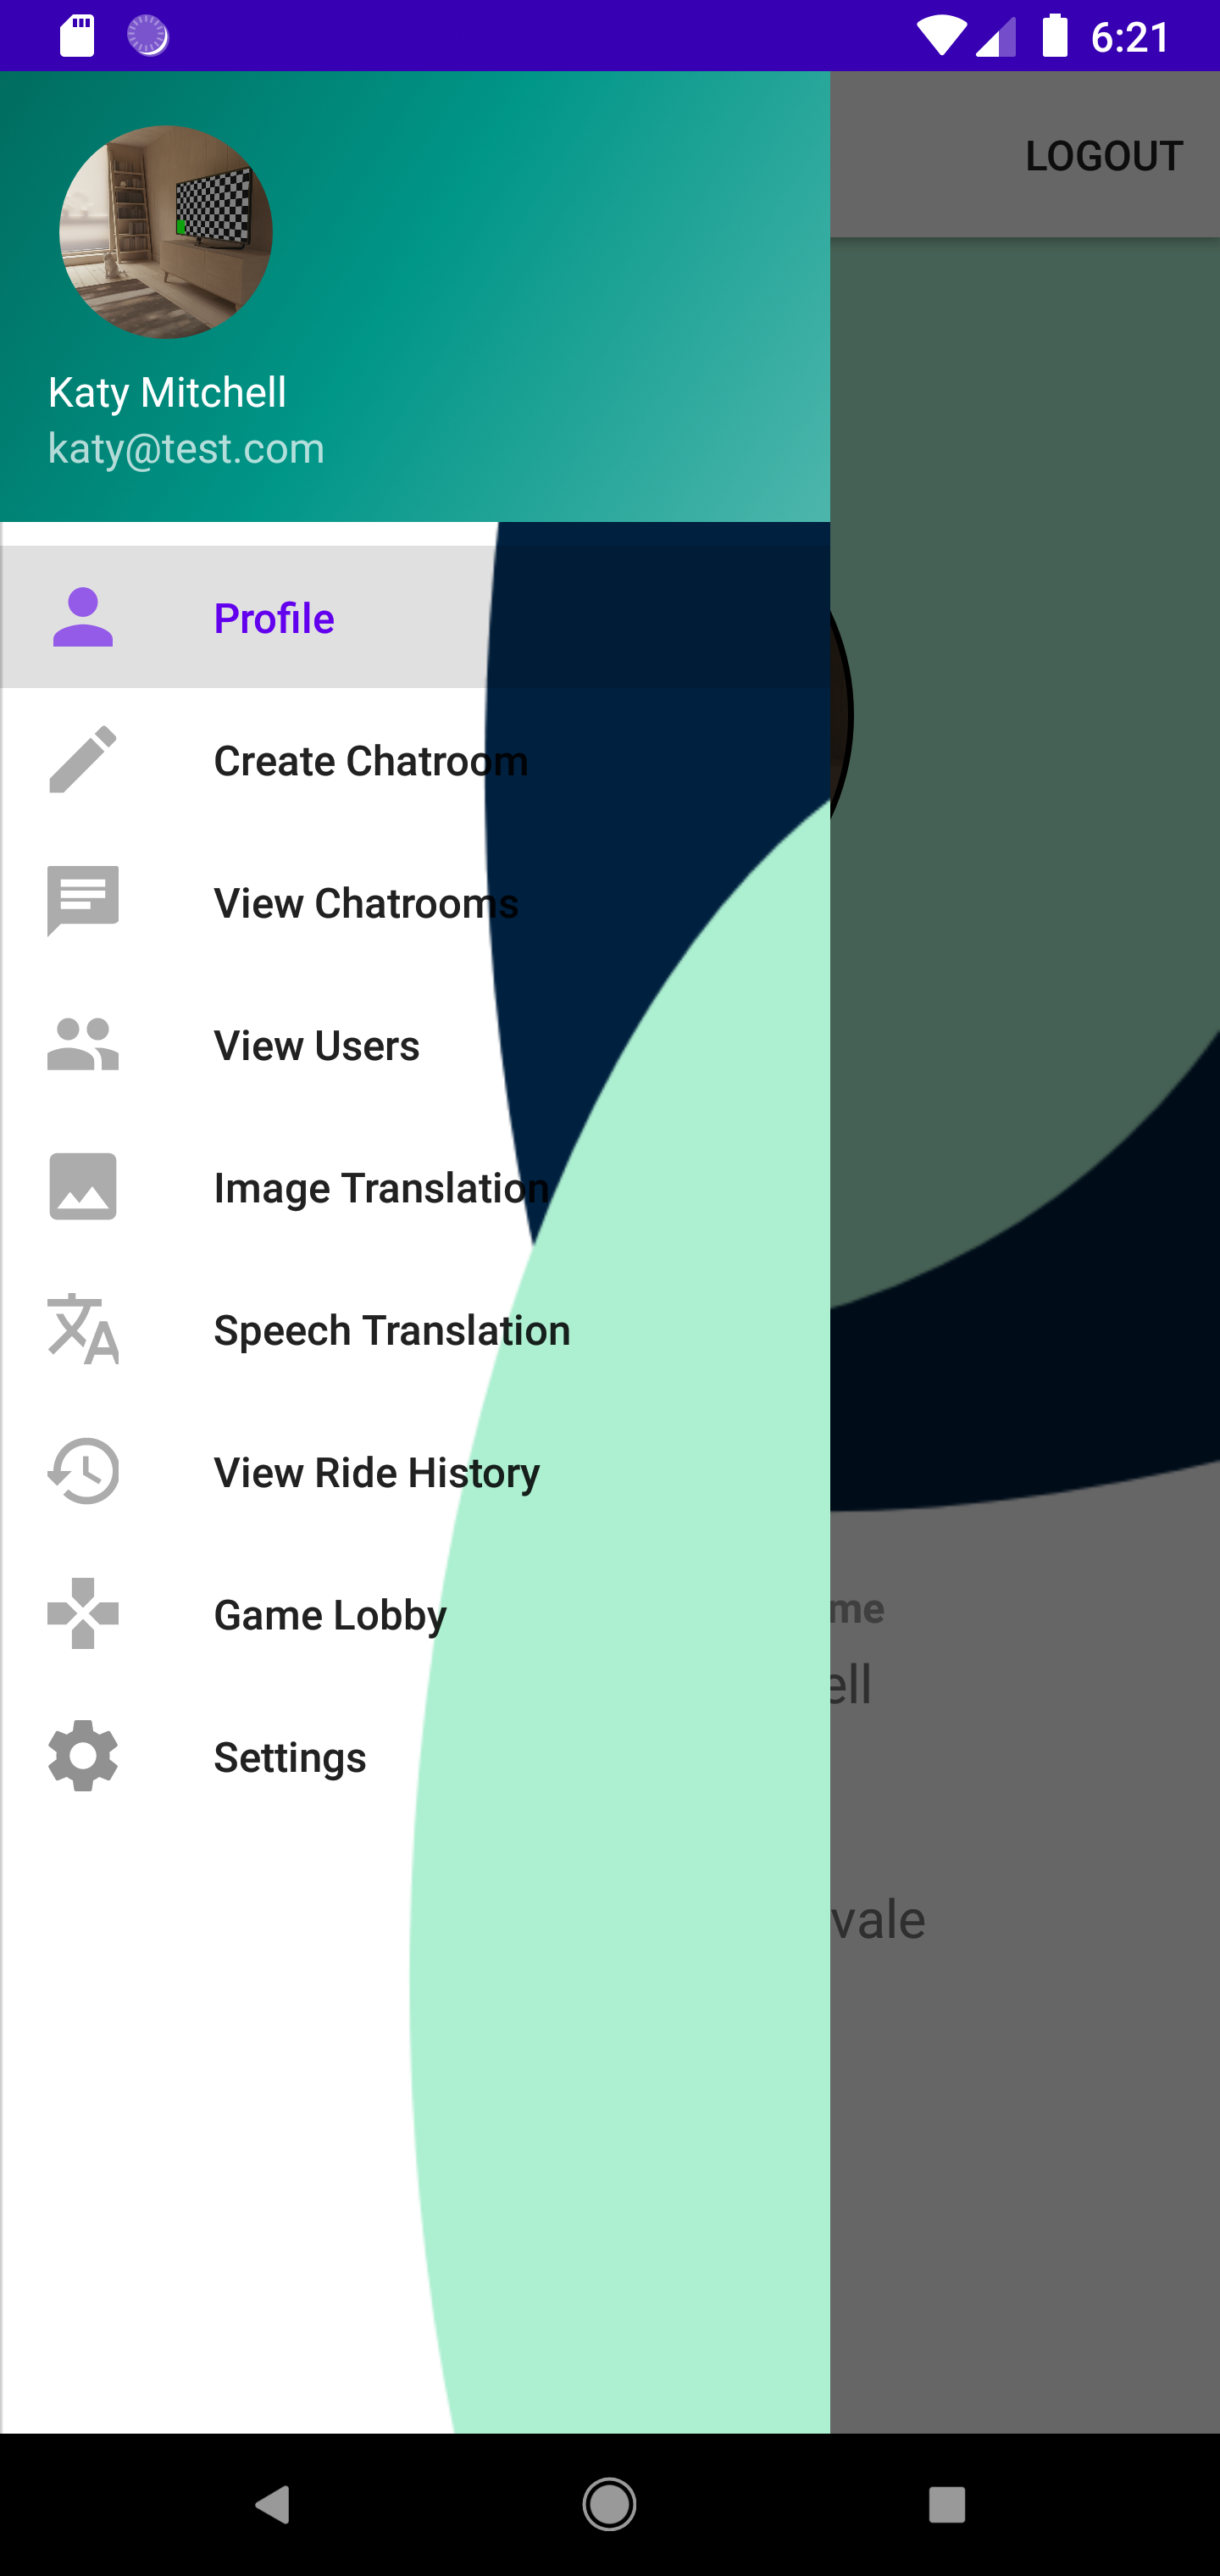 6:21
LOGOUT
Katy Mitchell
katy@test.com
Profile
Create Chatroom
View Chatrooms
View Users
Image Translation
Speech Translation
View Ride History
Game Lobby
me
ell
Settings
vale